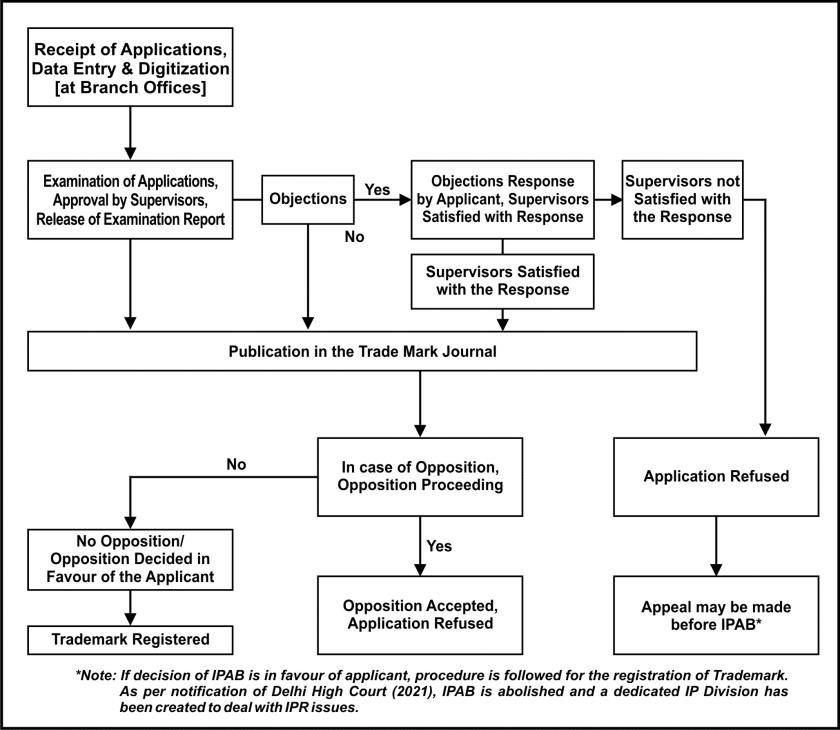 Receipt of Applications,
Data Entry & Digitization
[at Branch Offices]
Examination of Applications,
Approval by Supervisors,
Release of Examination Report
Objections
Yes
No
Objections Response
by Applicant, Supervisors
Satisfied with Response
Supervisors not
Satisfied with
the Response
Supervisors Satisfied
with the Response
Publication in the Trade Mark Journal
In case of Opposition,
Opposition Proceeding
No
Yes
Application Refused
No Opposition/
Opposition Decided in
Favour of the Applicant
Trademark Registered
Opposition Accepted,
Application Refused
Appeal may be made
before IPAB*
*Note: If decision of IPAB is in favour of applicant, procedure is followed for the registration of Trademark.
As per notification of Delhi High Court (2021), IPAB is abolished and a dedicated IP Division has
been created to deal with IPR issues.